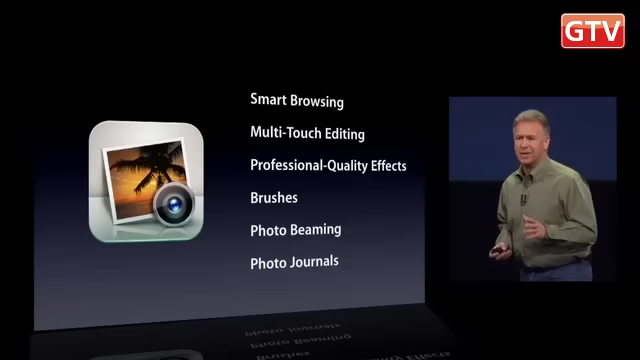 GTV
Smart Browsing
Multi-Touch Editing
Professional-Quality Effects
Brushes
Photo Beaming
Photo Journals